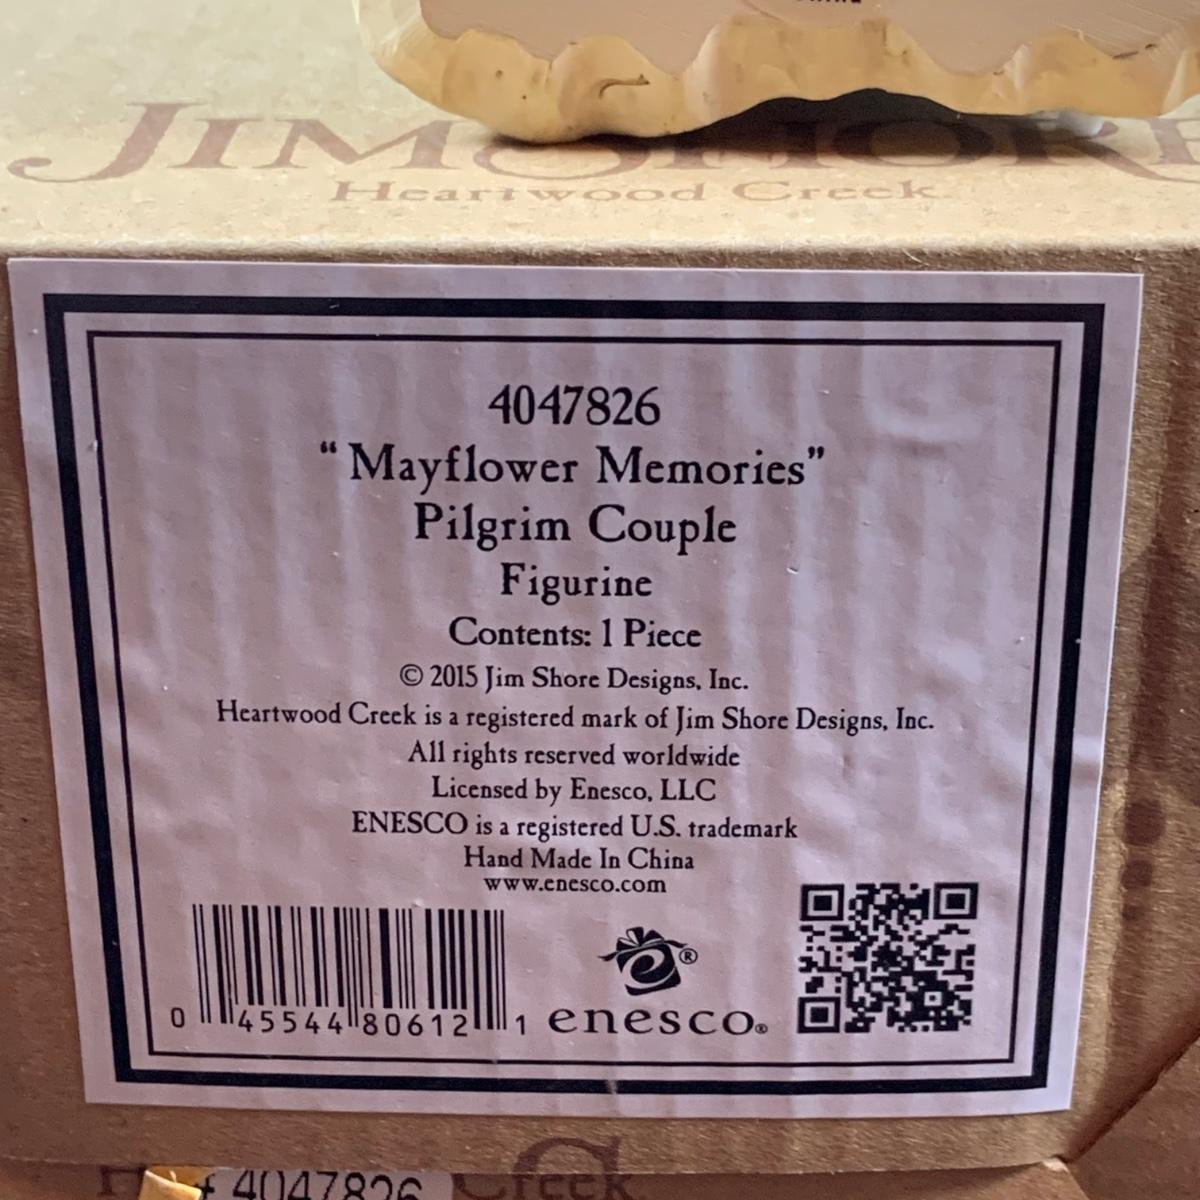 JIM SHORE
Heartwood Creek
4047826
“Mayflower Memories”
Pilgrim Couple
Figurine
Contents: 1 Piece
© 2015 Jim Shore Designs, Inc.
Heartwood Creek is a registered mark of Jim Shore Designs, Inc.
All rights reserved worldwide
Licensed by Enesco, LLC
ENESCO is a registered U.S. trademark
Hand Made In China
www.enesco.com
0 45544 80612 1
enesco®
Creek
4047826